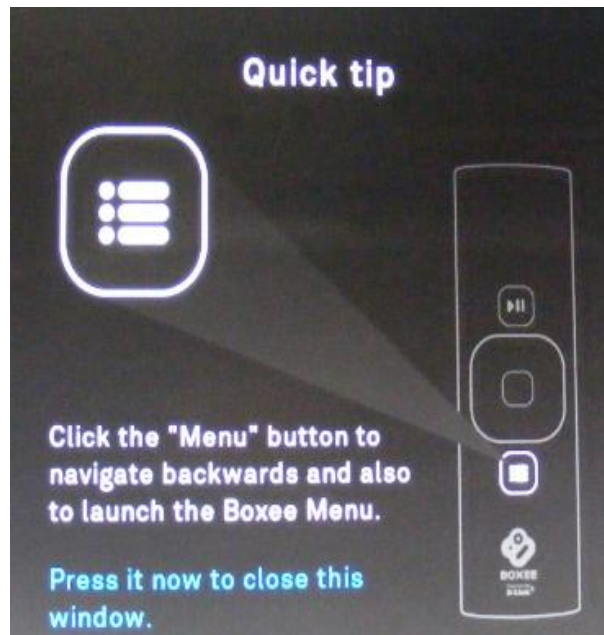 Quick tip
Click the "Menu" button to
navigate backwards and also
to launch the Boxee Menu.
Press it now to close this
window.
BOXEE
D-Link